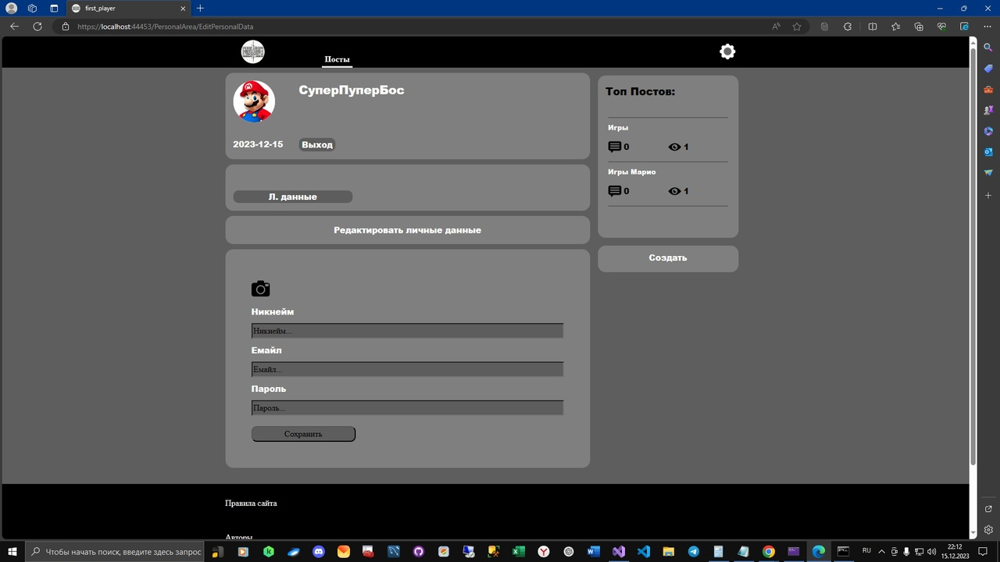 first_player
https://localhost:44453/PersonalArea/EditPersonalData
Посты
СуперПуперБос
2023-12-15
Выход
Л. данные
Редактировать личные данные
Никнейм
Никнейм...
Емайл
Емайл...
Пароль
Пароль...
Сохранить
Топ Постов:
Игры
0
1
Игры Марио
0
1
Создать
Правила сайта
Авторы
Чтобы начать поиск, введите здесь запрос
RU
22:12
15.12.2023